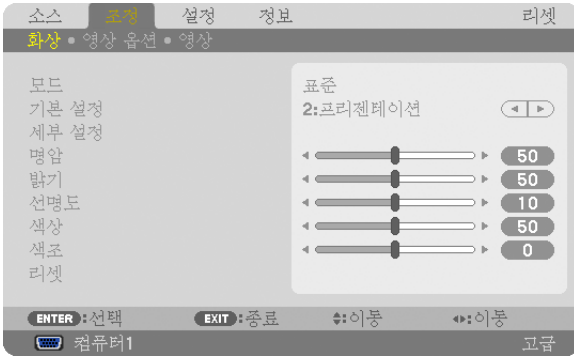 소스 조정 설정 정보 리셋
화상 • 영상 옵션 • 영상
모드 표준
기본 설정 2:프리젠테이션
세부 설정
명암 50
밝기 50
선명도 10
색상 50
색조 0
리셋
ENTER:선택 EXIT:종료 :이동 :이동
컴퓨터1 고급